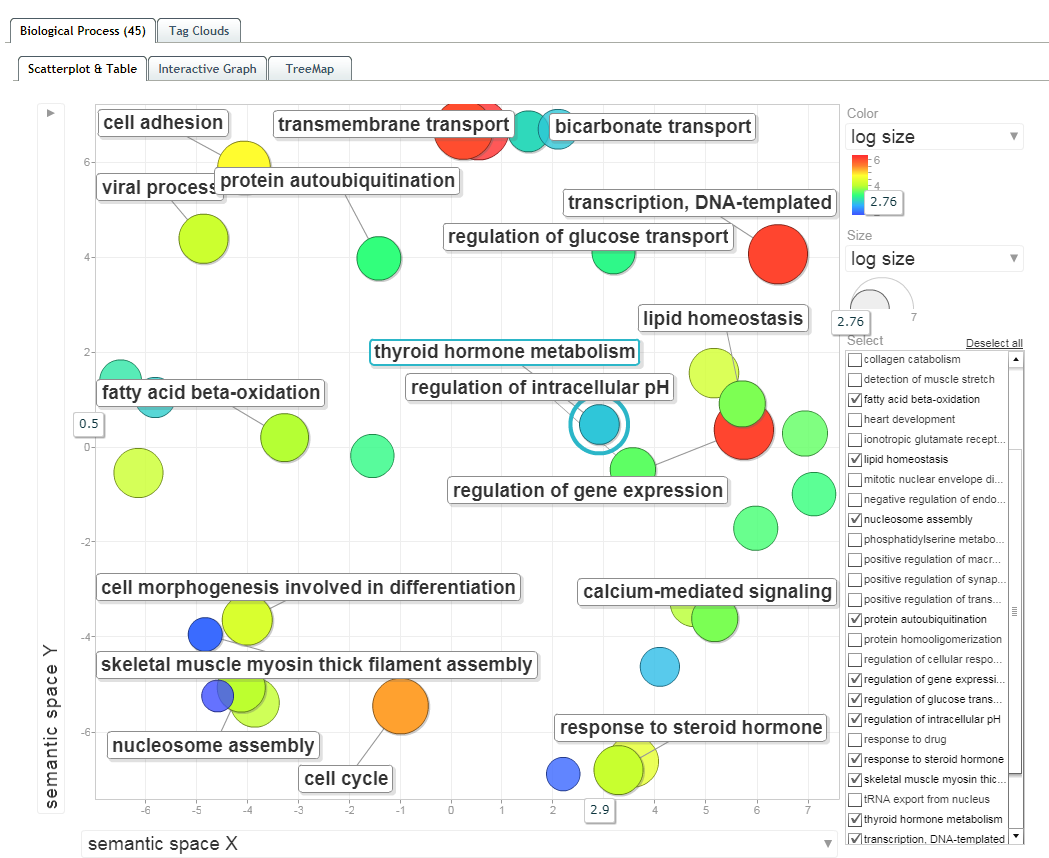 Biological Process (45)
Tag Clouds
Scatterplot & Table
Interactive Graph
TreeMap
cell adhesion
transmembrane transport
bicarbonate transport
viral process
protein autoubiquitination
transcription, DNA-templated
regulation of glucose transport
lipid homeostasis
thyroid hormone metabolism
regulation of intracellular pH
fatty acid beta-oxidation
regulation of gene expression
cell morphogenesis involved in differentiation
calcium-mediated signaling
skeletal muscle myosin thick filament assembly
response to steroid hormone
nucleosome assembly
cell cycle
6
4
2
0.5
0
-2
-4
-6
semantic space Y
-6
-5
-4
-3
-2
-1
0
1
2
2.9
4
5
6
7
semantic space X
Color
log size
6
4
2.76
Size
log size
2.76
7
Select
Deselect all
collagen catabolism
detection of muscle stretch
fatty acid beta-oxidation
heart development
ionotropic glutamate recept...
lipid homeostasis
mitotic nuclear envelope di...
negative regulation of endo...
nucleosome assembly
phosphatidylserine metabo...
positive regulation of macr...
positive regulation of synap...
positive regulation of trans...
protein autoubiquitination
protein homooligomerization
regulation of cellular respo...
regulation of gene expressi...
regulation of glucose trans...
regulation of intracellular pH
response to drug
response to steroid hormone
skeletal muscle myosin thic...
tRNA export from nucleus
thyroid hormone metabolism
transcription, DNA-templated